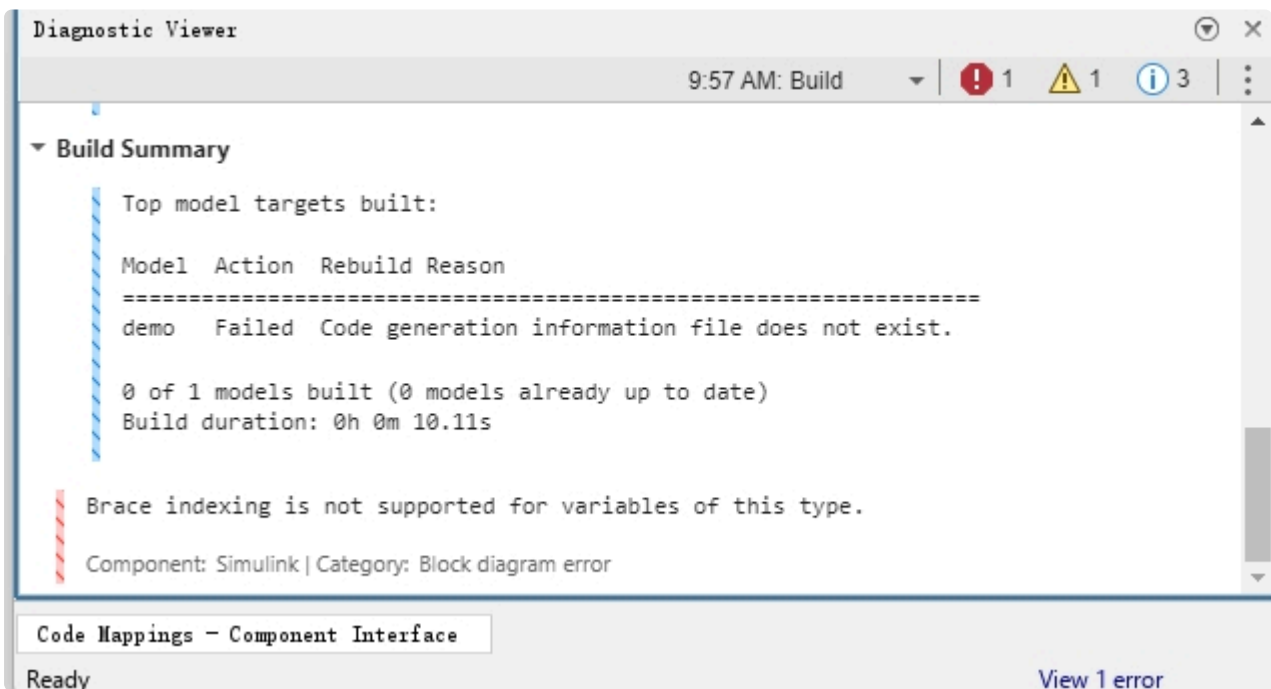 Diagnostic Viewer
9:57 AM: Build 1 1 3
Build Summary
Top model targets built:
Model Action Rebuild Reason
=================================================================
demo Failed Code generation information file does not exist.
0 of 1 models built (0 models already up to date)
Build duration: 0h 0m 10.11s
Brace indexing is not supported for variables of this type.
Component: Simulink | Category: Block diagram error
Code Mappings - Component Interface
Ready View 1 error